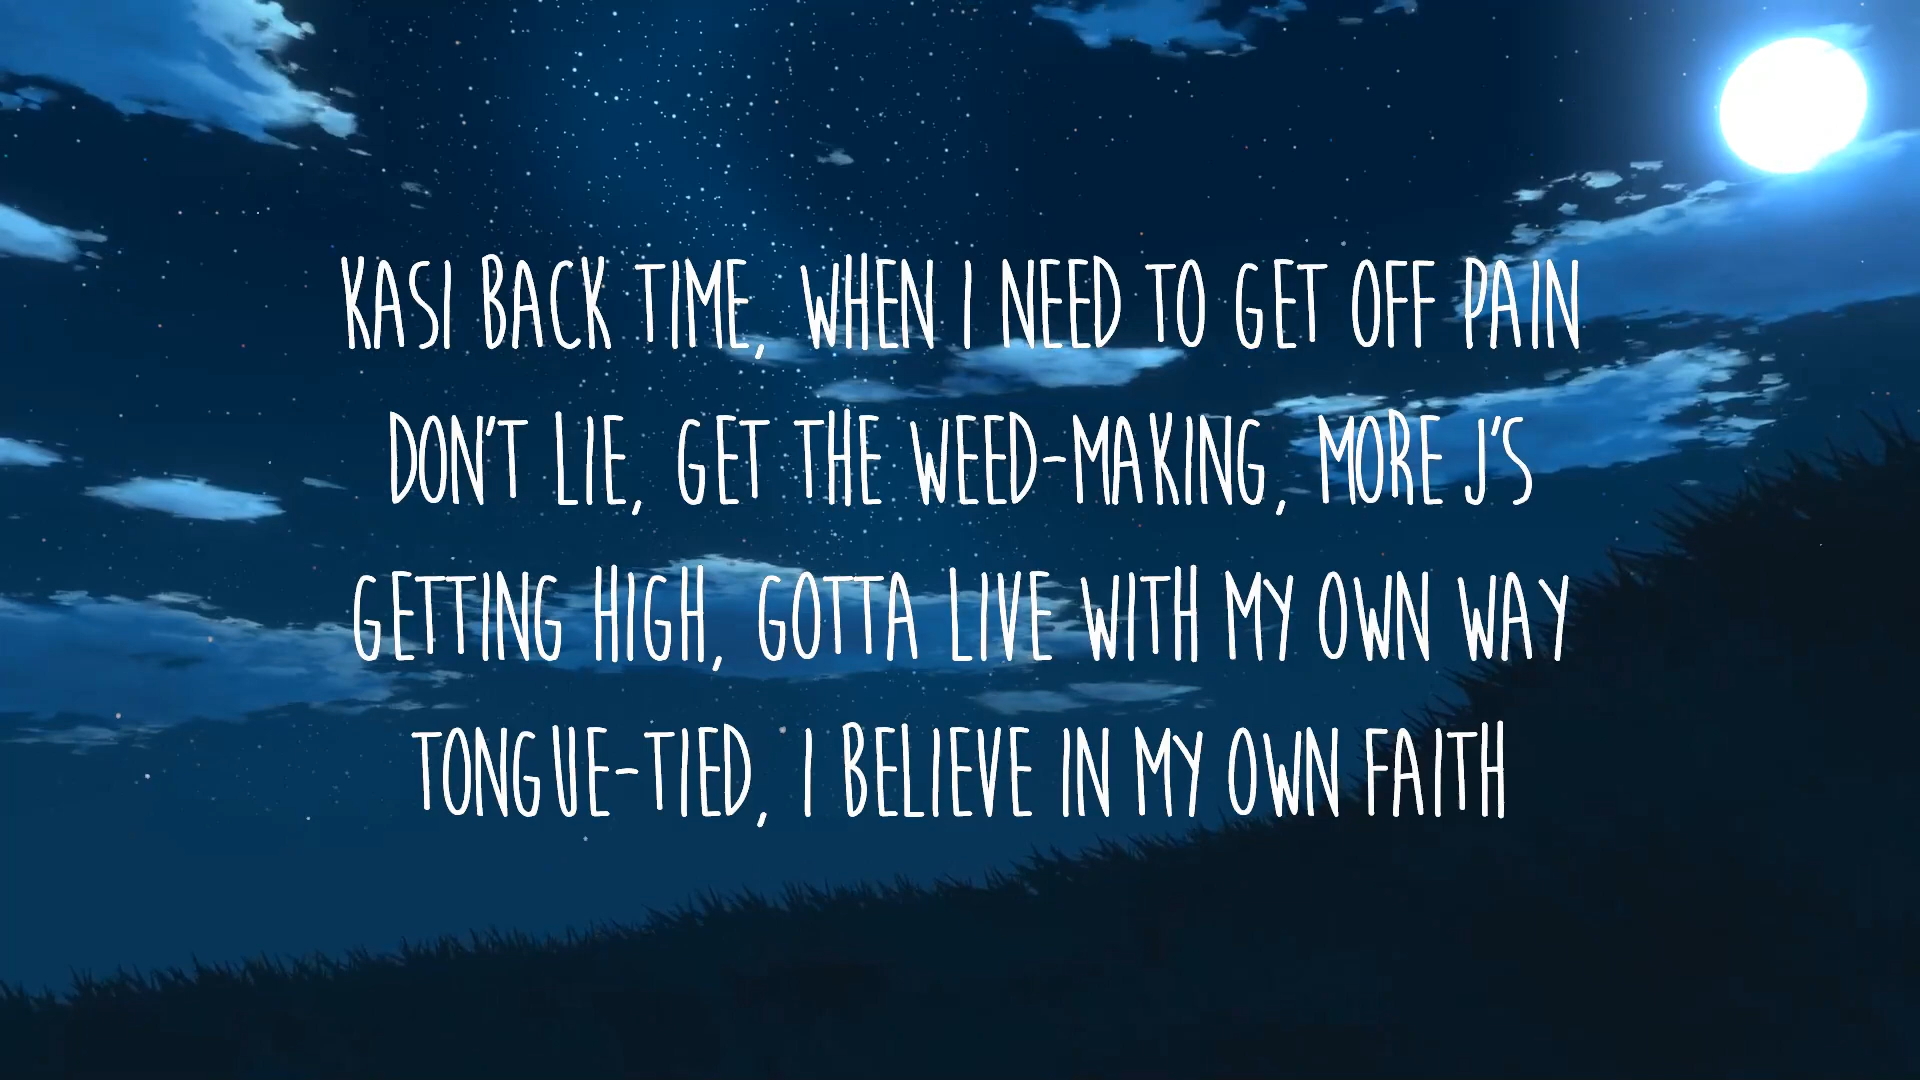 KASI BACK TIME, WHEN I NEED TO GET OFF PAIN
DON'T LIE, GET THE WEED-MAKING, MORE J'S
GETTING HIGH, GOTTA LIVE WITH MY OWN WAY
TONGUE-TIED, I BELIEVE IN MY OWN FAITH